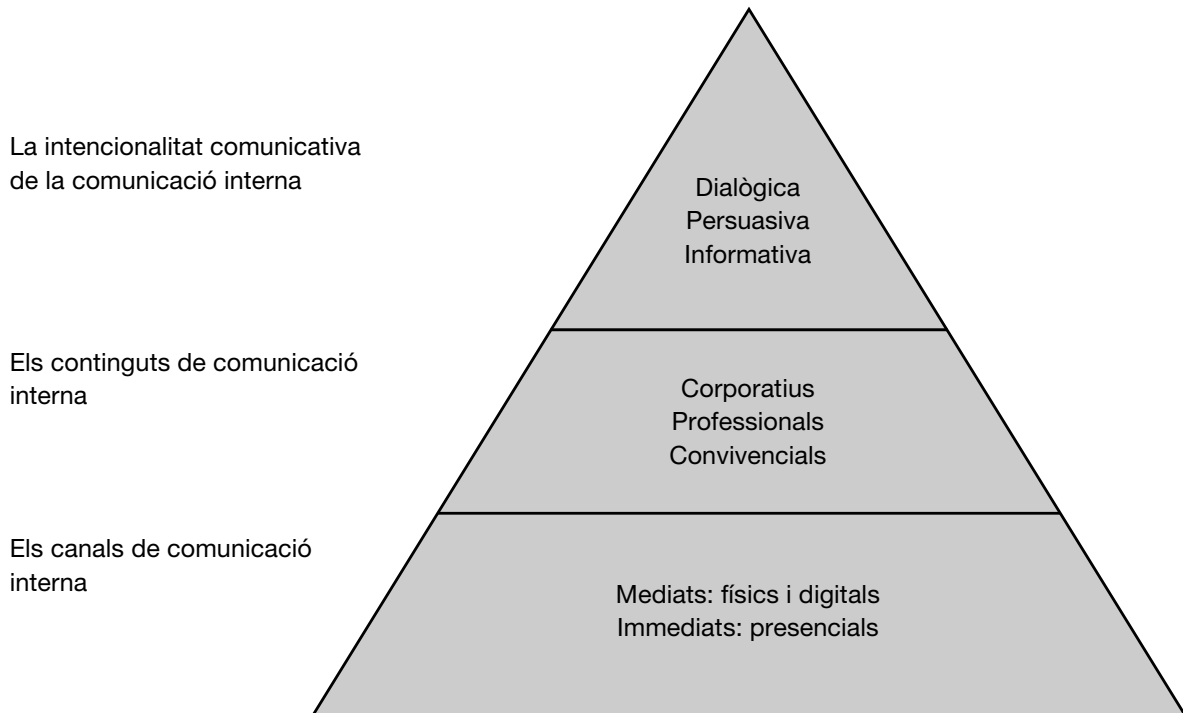 La intencionalitat comunicativa
de la comunicació interna
Dialògica
Persuasiva
Informativa
Els continguts de comunicació
interna
Corporatius
Professionals
Convivencials
Els canals de comunicació
interna
Mediats: físics i digitals
Immediats: presencials